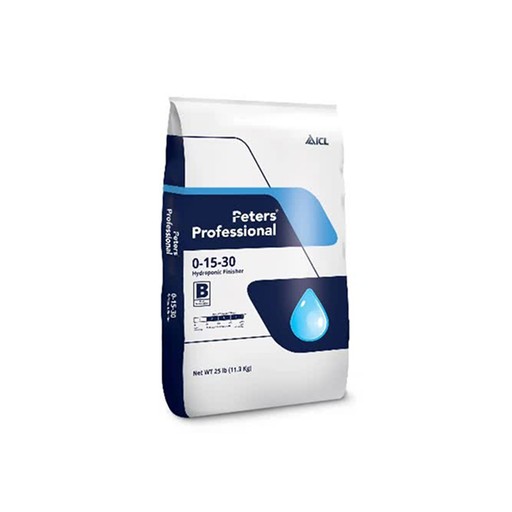 ICL
Peters®
Professional
0-15-30
Hydroponic Finisher
B
Net WT 25 lb (11.3 Kg)
Peters®
Professional
0-15-30